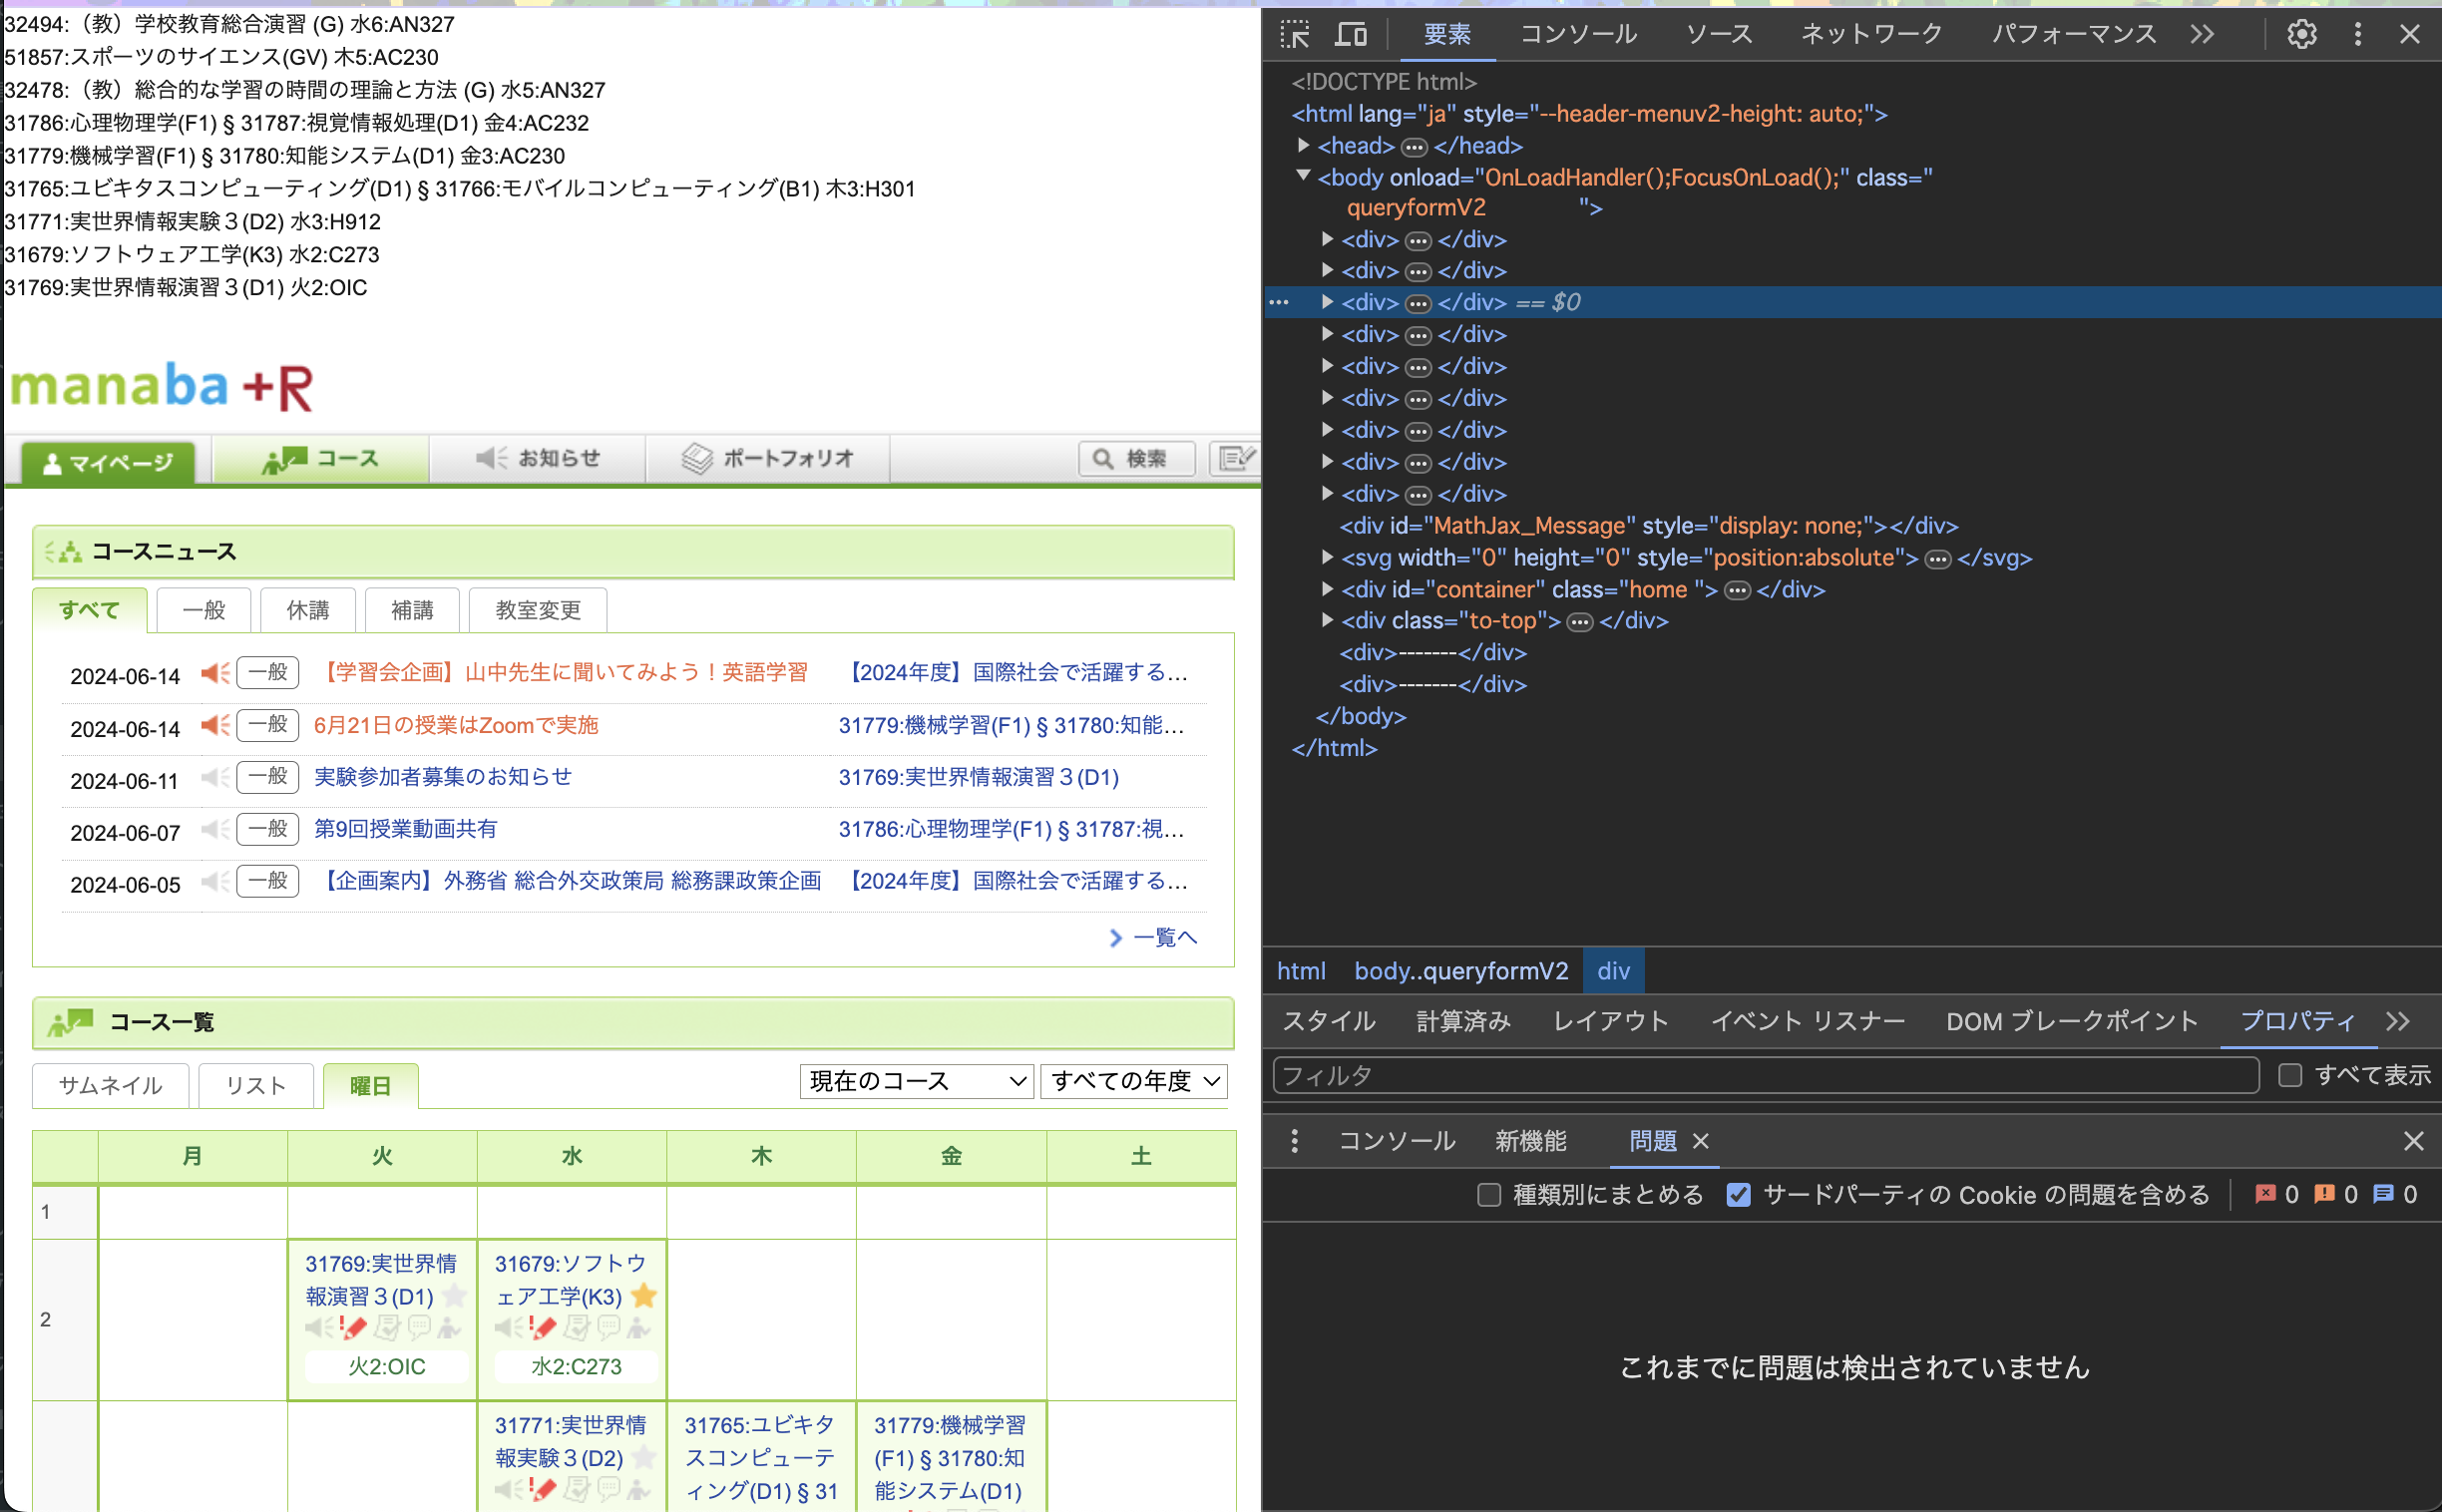 32494:（教）学校教育総合演習 (G) 水6:AN327
51857:スポーツのサイエンス(GV) 木5:AC230
32478:（教）総合的な学習の時間の理論と方法 (G) 水5:AN327
31786:心理物理学(F1) § 31787:視覚情報処理(D1) 金4:AC232
31779:機械学習(F1) § 31780:知能システム(D1) 金3:AC230
31765:ユビキタスコンピューティング(D1) § 31766:モバイルコンピューティング(B1) 木3:H301
31771:実世界情報実験３(D2) 水3:H912
31679:ソフトウェア工学(K3) 水2:C273
31769:実世界情報演習３(D1) 火2:OIC
manaba +R
マイページ コース お知らせ ポートフォリオ 検索
コースニュース
すべて 一般 休講 補講 教室変更
2024-06-14 一般 【学習会企画】山中先生に聞いてみよう！英語学習 【2024年度】国際社会で活躍する…
2024-06-14 一般 6月21日の授業はZoomで実施 31779:機械学習(F1) § 31780:知能…
2024-06-11 一般 実験参加者募集のお知らせ 31769:実世界情報演習３(D1)
2024-06-07 一般 第9回授業動画共有 31786:心理物理学(F1) § 31787:視…
2024-06-05 一般 【企画案内】外務省 総合外交政策局 総務課政策企画 【2024年度】国際社会で活躍する…
一覧へ
コース一覧
サムネイル リスト 曜日 現在のコース すべての年度
月 火 水 木 金 土
1
2
31769:実世界情
報演習３(D1)
火2:OIC
31679:ソフトウ
ェア工学(K3)
水2:C273
31771:実世界情
報実験３(D2)
31765:ユビキタ
スコンピューテ
ィング(D1) § 31
31779:機械学習
(F1) § 31780:知
能システム(D1)
要素 コンソール ソース ネットワーク パフォーマンス
<!DOCTYPE html>
<html lang="ja" style="--header-menuv2-height: auto;">
<head>…</head>
<body onload="OnLoadHandler();FocusOnLoad();" class="
queryformV2 ">
<div>…</div>
<div>…</div>
… <div>…</div> == $0
<div>…</div>
<div>…</div>
<div>…</div>
<div>…</div>
<div>…</div>
<div>…</div>
<div id="MathJax_Message" style="display: none;"></div>
<svg width="0" height="0" style="position:absolute">…</svg>
<div id="container" class="home ">…</div>
<div class="to-top">…</div>
<div>-------</div>
<div>-------</div>
</body>
</html>
html body..queryformV2 div
スタイル 計算済み レイアウト イベント リスナー DOM ブレークポイント プロパティ
フィルタ すべて表示
コンソール 新機能 問題
種類別にまとめる サードパーティの Cookie の問題を含める 0 0 0
これまでに問題は検出されていません